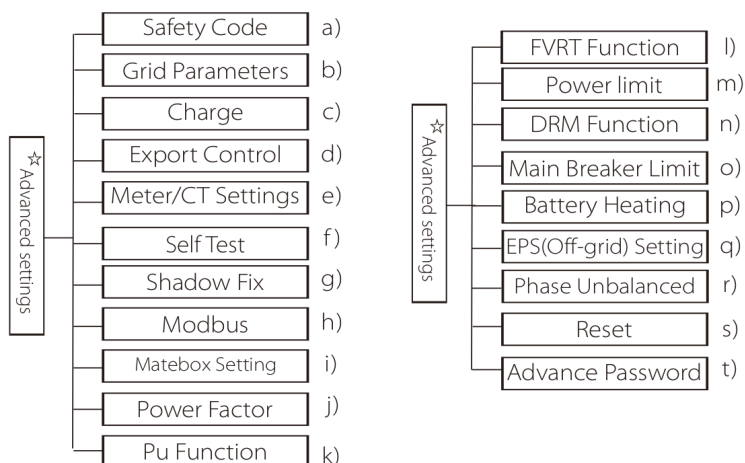 ☆ Advanced settings
Safety Code a)
Grid Parameters b)
Charge c)
Export Control d)
Meter/CT Settings e)
Self Test f)
Shadow Fix g)
Modbus h)
Matebox Setting i)
Power Factor j)
Pu Function k)
☆ Advanced settings
FVRT Function l)
Power limit m)
DRM Function n)
Main Breaker Limit o)
Battery Heating p)
EPS(Off-grid) Setting q)
Phase Unbalanced r)
Reset s)
Advance Password t)